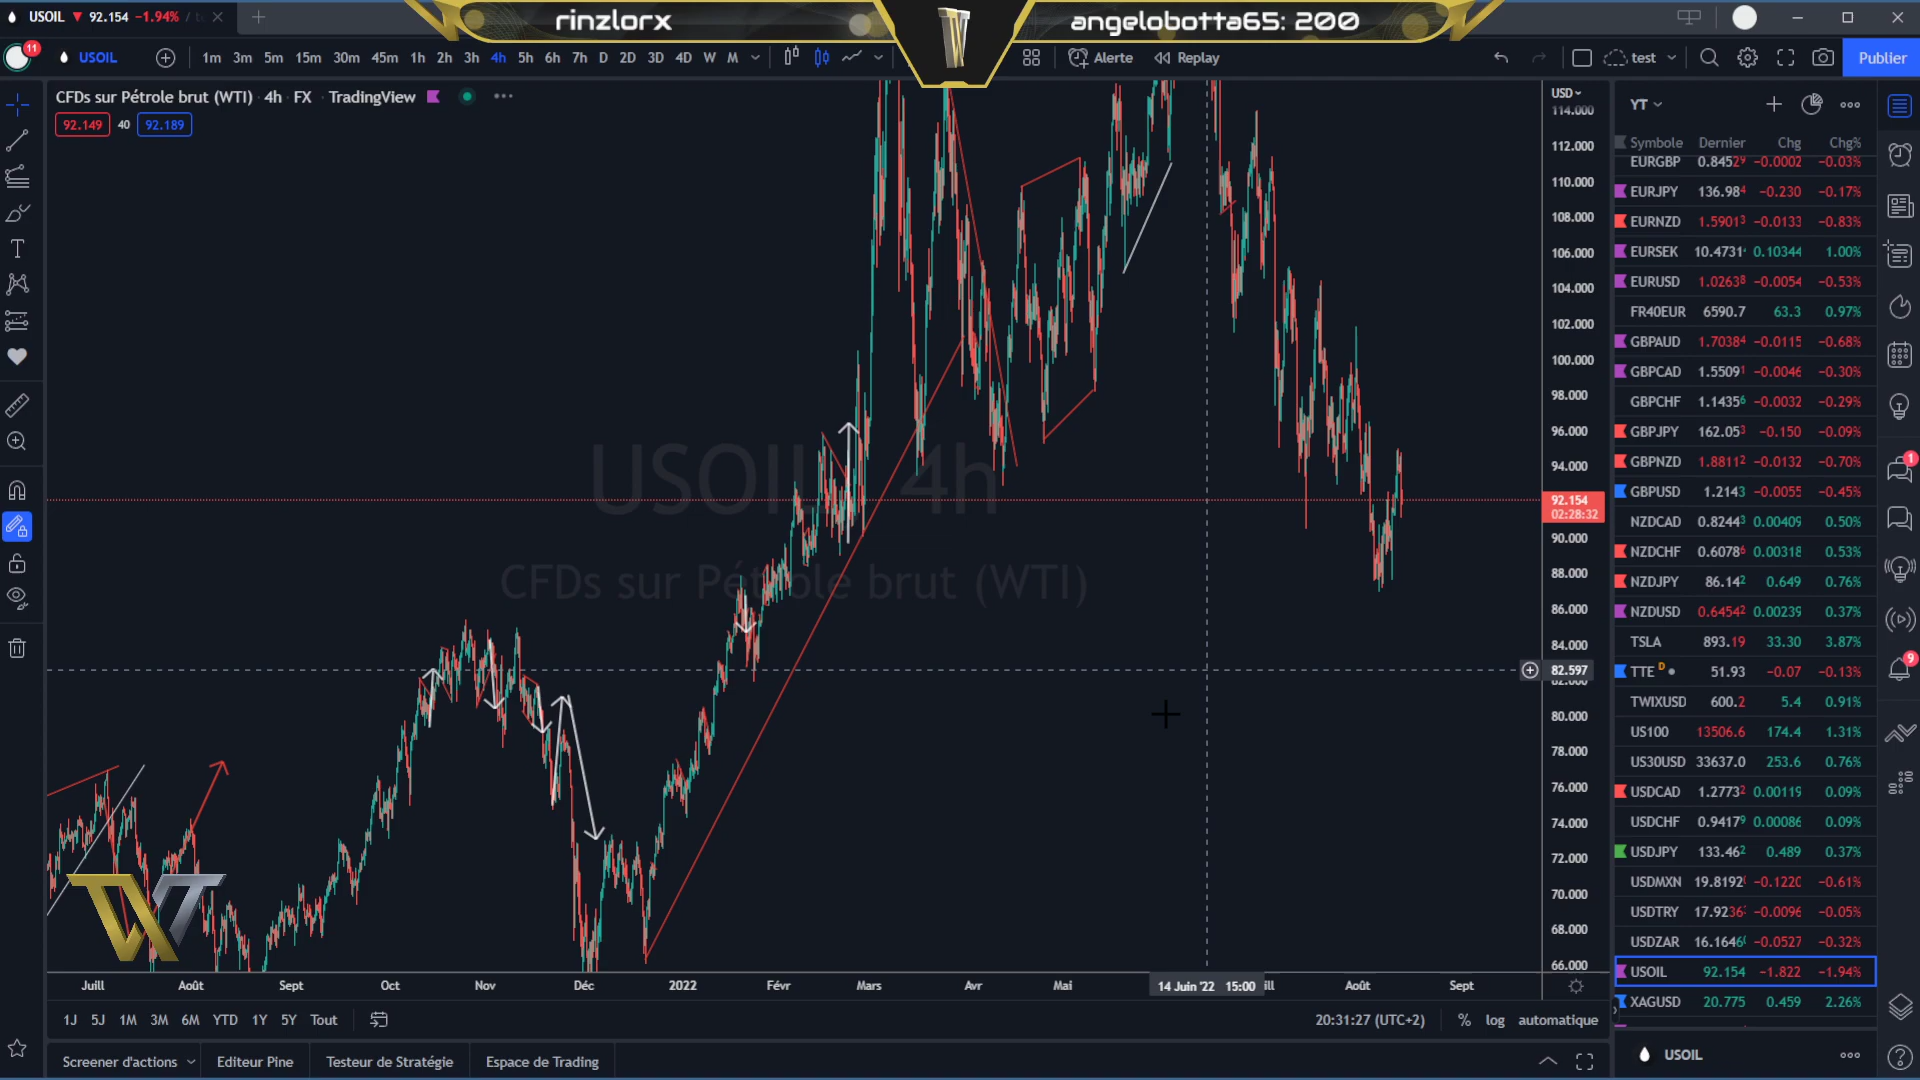 USOIL ▼ 92.154 −1.94% /
rinzlorx
angelobotta65: 200
11
USOIL
1m 3m 5m 15m 30m 45m 1h 2h 3h 4h 5h 6h 7h D 2D 3D 4D W M
Alerte
Replay
test
Publier
CFDs sur Pétrole brut (WTI) · 4h · FX · TradingView
92.149 40 92.189
USOIL, 4h
CFDs sur Pétrole brut (WTI)
USD
114.000
112.000
110.000
108.000
106.000
104.000
102.000
100.000
98.000
96.000
94.000
92.154
02:28:32
90.000
88.000
86.000
84.000
82.597
82.000
80.000
78.000
76.000
74.000
72.000
70.000
68.000
66.000
Juill Août Sept Oct Nov Déc 2022 Févr Mars Avr Mai 14 Juin '22 15:00 ill Août Sept
1J 5J 1M 3M 6M YTD 1Y 5Y Tout
20:31:27 (UTC+2) % log automatique
Screener d'actions Editeur Pine Testeur de Stratégie Espace de Trading
YT
Symbole Dernier Chg Chg%
EURGBP 0.84529 −0.0002 −0.03%
EURJPY 136.984 −0.230 −0.17%
EURNZD 1.59013 −0.0133 −0.83%
EURSEK 10.4731 0.10344 1.00%
EURUSD 1.02638 −0.0054 −0.53%
FR40EUR 6590.7 63.3 0.97%
GBPAUD 1.70384 −0.0115 −0.68%
GBPCAD 1.55091 −0.0046 −0.30%
GBPCHF 1.14356 −0.0032 −0.29%
GBPJPY 162.053 −0.150 −0.09%
GBPNZD 1.88112 −0.0132 −0.70%
GBPUSD 1.2143 −0.0055 −0.45%
NZDCAD 0.82443 0.00409 0.50%
NZDCHF 0.60786 0.00318 0.53%
NZDJPY 86.142 0.649 0.76%
NZDUSD 0.64542 0.00239 0.37%
TSLA 893.19 33.30 3.87%
TTE D 51.93 −0.07 −0.13%
TWIXUSD 600.2 5.4 0.91%
US100 13506.6 174.4 1.31%
US30USD 33637.0 253.6 0.76%
USDCAD 1.27732 0.00119 0.09%
USDCHF 0.94179 0.00086 0.09%
USDJPY 133.462 0.489 0.37%
USDMXN 19.8192 −0.1220 −0.61%
USDTRY 17.9236 −0.0096 −0.05%
USDZAR 16.1646 −0.0527 −0.32%
USOIL 92.154 −1.822 −1.94%
XAGUSD 20.775 0.459 2.26%
USOIL
1
9